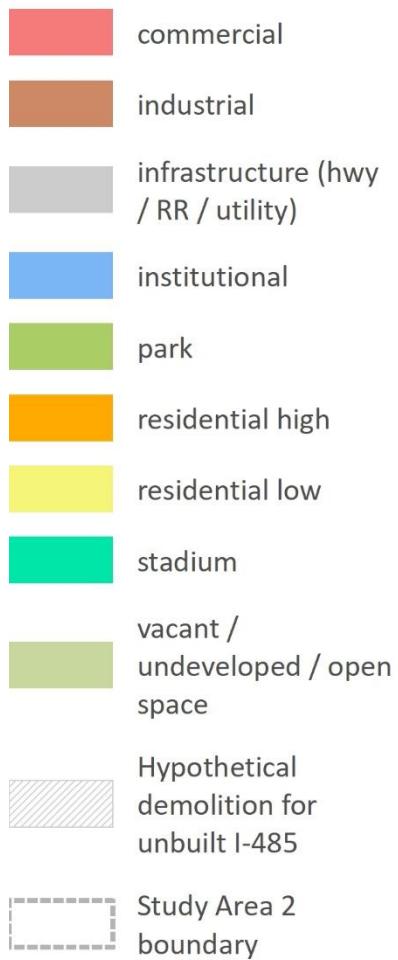 commercial
industrial
infrastructure (hwy
/ RR / utility)
institutional
park
residential high
residential low
stadium
vacant /
undeveloped / open
space
Hypothetical
demolition for
unbuilt I-485
Study Area 2
boundary